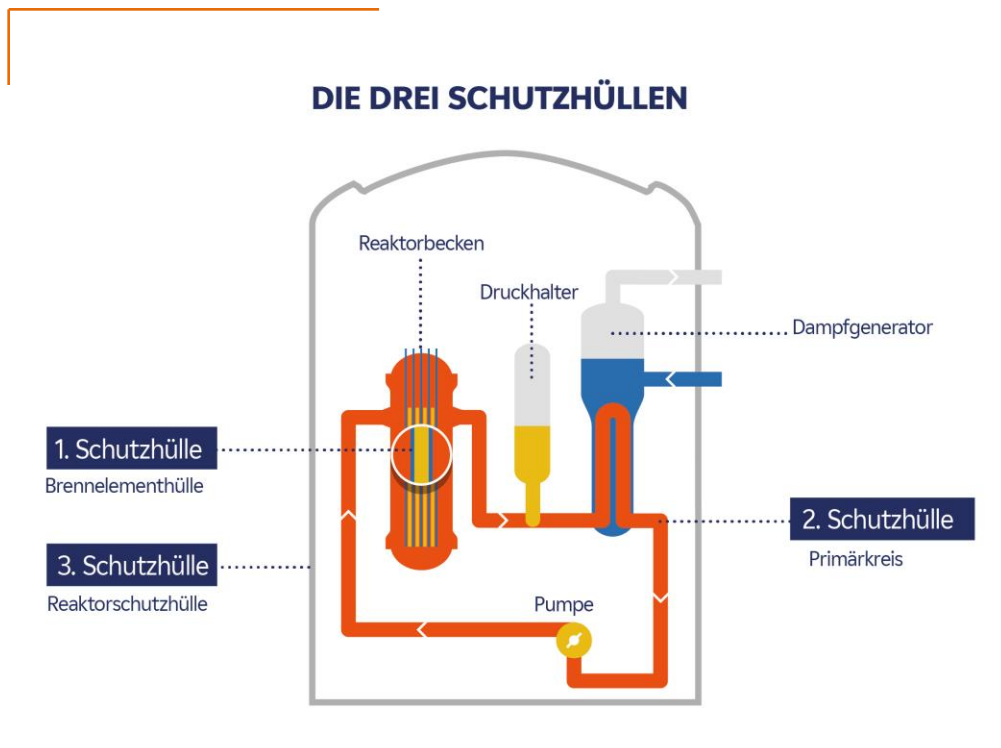 DIE DREI SCHUTZHÜLLEN
Reaktorbecken
Druckhalter
Dampfgenerator
1. Schutzhülle
Brennelementhülle
2. Schutzhülle
Primärkreis
3. Schutzhülle
Reaktorschutzhülle
Pumpe